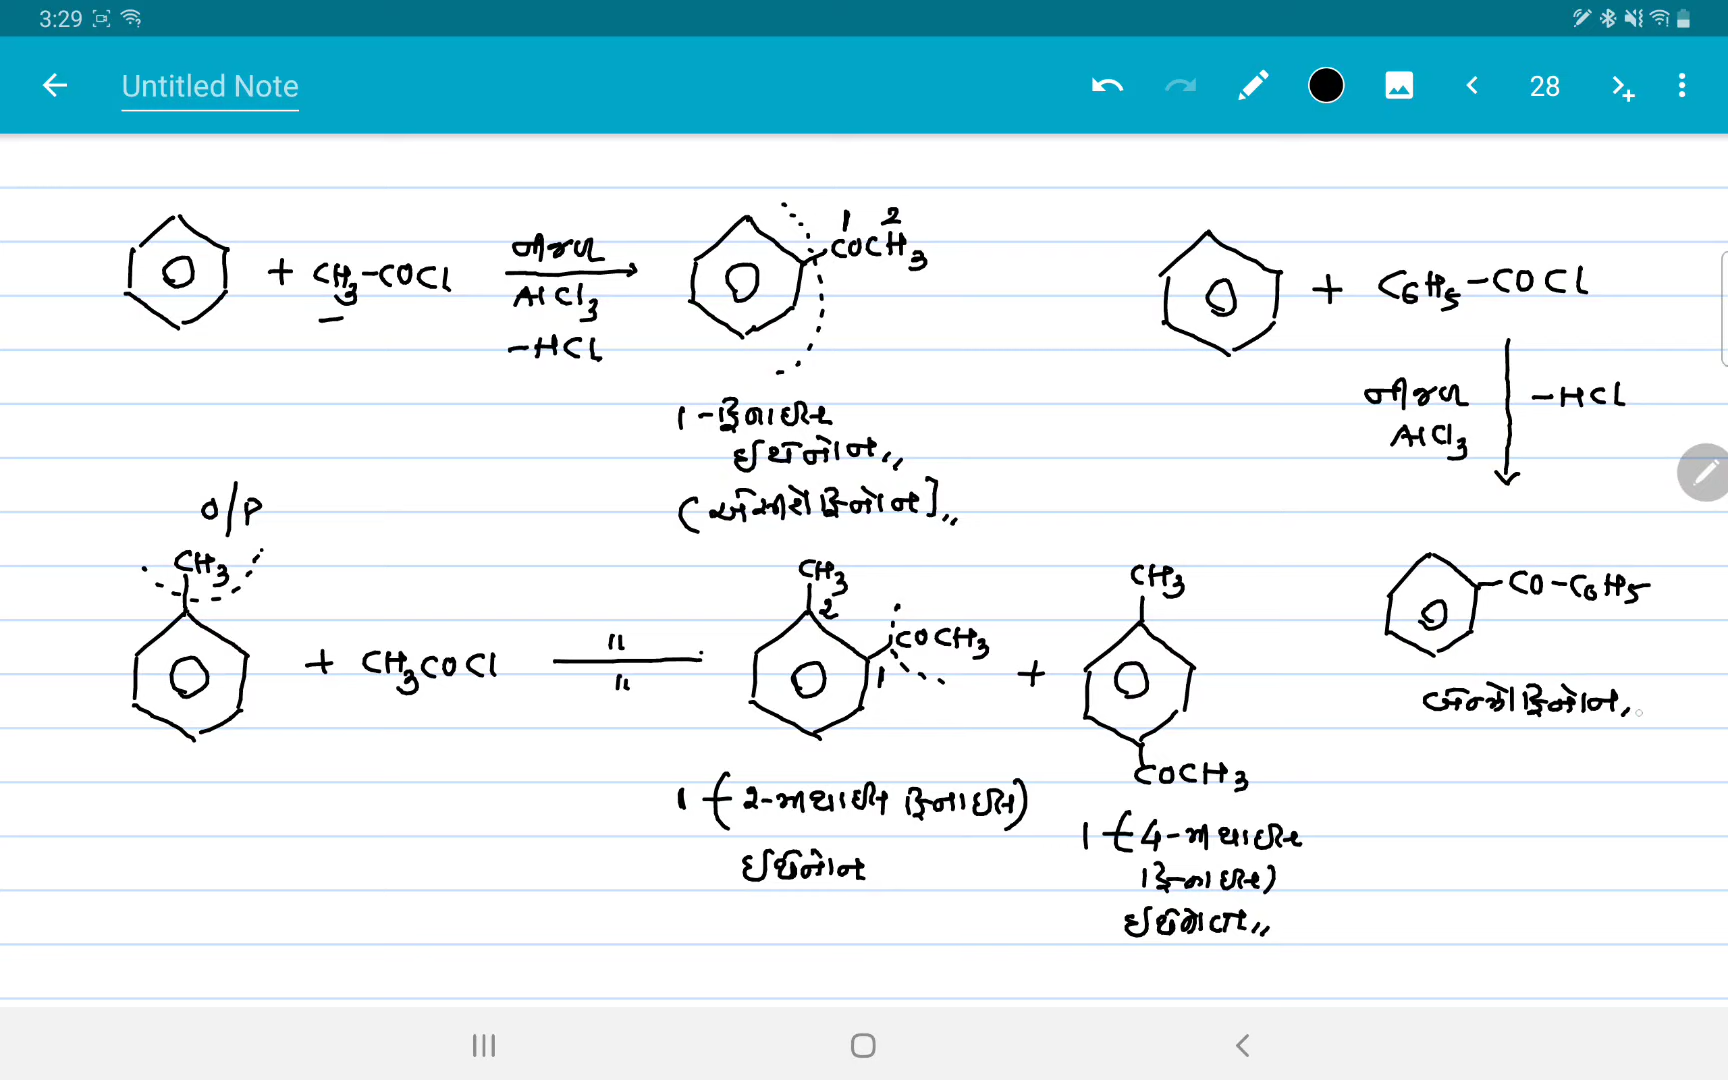 3:29
Untitled Note
28
+ CH3-COCl
નીર્જળ
AlCl3
-HCl
1 2
COCH3
1-ફિનાઈલ
ઈથેનોન,,
(એસીટોફિનોન],,
+ C6H5-COCl
નીર્જળ
AlCl3
-HCl
CO-C6H5
બેન્ઝોફિનોન,,
O/P
CH3
+ CH3COCl
"
"
CH3
2
COCH3
1
+
CH3
COCH3
1-(2-મિથાઈલ ફિનાઈલ)
ઈથેનોન
1-(4-મિથાઈલ
ફિનાઈલ)
ઈથેનોન,,